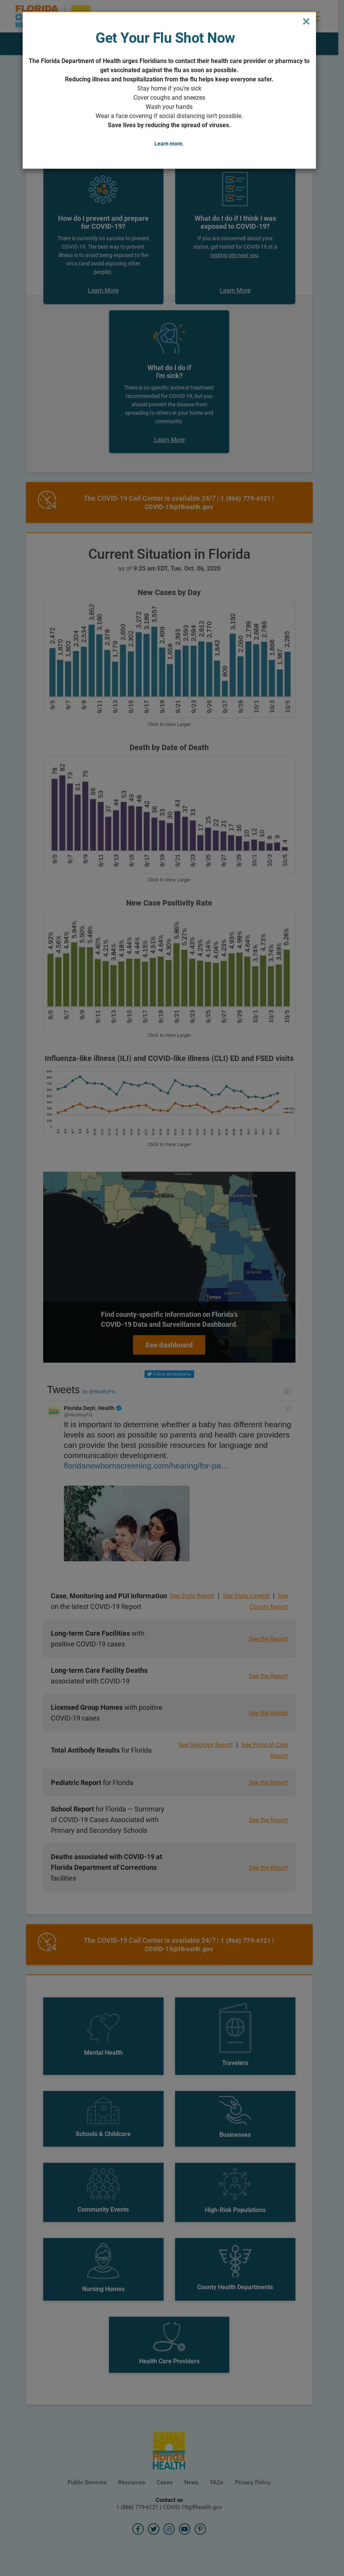 FLORIDA
×
Get Your Flu Shot Now
The Florida Department of Health urges Floridians to contact their health care provider or pharmacy to
get vaccinated against the flu as soon as possible.
Reducing illness and hospitalization from the flu helps keep everyone safer.
Stay home if you're sick
Cover coughs and sneezes
Wash your hands
Wear a face covering if social distancing isn't possible.
Save lives by reducing the spread of viruses.
Learn more.
How do I prevent and prepare
for COVID-19?
There is currently no vaccine to prevent
COVID-19. The best way to prevent
illness is to avoid being exposed to the
virus (and avoid exposing other
people).
Learn More
What do I do if I think I was
exposed to COVID-19?
If you are concerned about your
status, get tested for COVID-19 at a
testing site near you.
Learn More
What do I do if
I'm sick?
There is no specific antiviral treatment
recommended for COVID-19, but you
should prevent the disease from
spreading to others in your home and
community.
Learn More
24
The COVID-19 Call Center is available 24/7 | 1 (866) 779-6121 |
COVID-19@flhealth.gov
Current Situation in Florida
as of 9:25 am EDT, Tue. Oct. 06, 2020
New Cases by Day
2,472 1,870 1,802 2,324 2,534 3,652 3,160 2,378 1,779 2,650 2,302 3,272 3,189 3,557 2,499 1,658 2,393 2,593 2,594 2,812 2,770 1,842 809 3,192 2,050 2,799 2,668 2,786 1,866 1,387 2,285
9/5 9/7 9/9 9/11 9/13 9/15 9/17 9/19 9/21 9/23 9/25 9/27 9/29 10/1 10/3 10/5
Click to View Larger
Death by Date of Death
78 82 73 61 75 56 53 37 44 53 49 48 42 36 33 30 43 37 33 17 25 22 21 17 16 10 12 10 8 9 4
9/5 9/7 9/9 9/11 9/13 9/15 9/17 9/19 9/21 9/23 9/25 9/27 9/29 10/1 10/3 10/5
Click to View Larger
New Case Positivity Rate
4.92% 4.56% 4.94% 5.94% 5.50% 5.48% 4.40% 4.21% 3.84% 4.18% 4.44% 4.44% 4.15% 4.51% 4.64% 4.30% 5.86% 5.27% 4.43% 4.26% 4.14% 4.04% 4.23% 4.93% 4.99% 4.64% 3.74% 4.73% 3.74% 3.89% 5.26%
9/5 9/7 9/9 9/11 9/13 9/15 9/17 9/19 9/21 9/23 9/25 9/27 9/29 10/1 10/3 10/5
Click to View Larger
Influenza-like illness (ILI) and COVID-like illness (CLI) ED and FSED visits
Click to View Larger
Jacksonville
Orlando
Tampa
Find county-specific information on Florida's
COVID-19 Data and Surveillance Dashboard.
See dashboard
Follow @HealthyFla
Tweets by @HealthyFla
Florida Dept. Health
@HealthyFla
It is important to determine whether a baby has different hearing
levels as soon as possible so parents and health care providers
can provide the best possible resources for language and
communication development.
floridanewbornscreening.com/hearing/for-pa…
Case, Monitoring and PUI Information
on the latest COVID-19 Report
See State Report | See State Linelist | See
County Report
Long-term Care Facilities with
positive COVID-19 cases
See the Report
Long-term Care Facility Deaths
associated with COVID-19
See the Report
Licensed Group Homes with positive
COVID-19 cases
See the Report
Total Antibody Results for Florida
See Serology Report | See Point-of-Care
Report
Pediatric Report for Florida
See the Report
School Report for Florida — Summary
of COVID-19 Cases Associated with
Primary and Secondary Schools
See the Report
Deaths associated with COVID-19 at
Florida Department of Corrections
facilities
See the Report
24
The COVID-19 Call Center is available 24/7 | 1 (866) 779-6121 |
COVID-19@flhealth.gov
Mental Health
Travelers
Schools & Childcare
Businesses
Community Events
High-Risk Populations
Nursing Homes
County Health Departments
Health Care Providers
Florida
HEALTH
Public Services
Resources
Cases
News
FAQs
Privacy Policy
Contact us
1 (866) 779-6121 | COVID-19@flhealth.gov